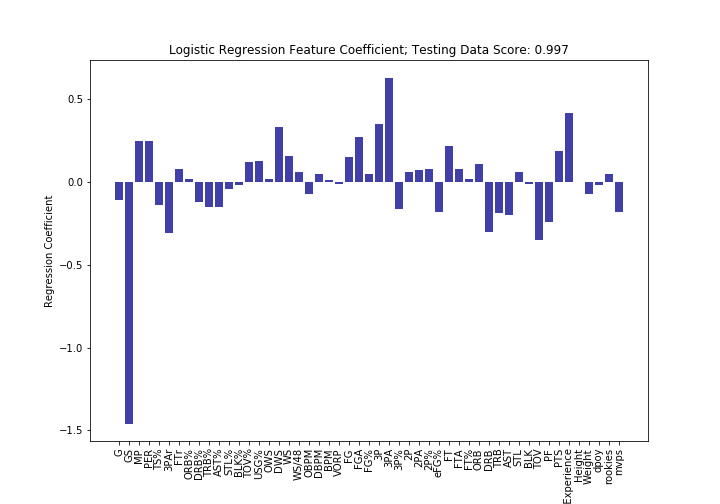 Logistic Regression Feature Coefficient; Testing Data Score: 0.997
Regression Coefficient
0.5
0.0
−0.5
−1.0
−1.5
G
GS
MP
PER
TS%
3PAr
FTr
ORB%
DRB%
TRB%
AST%
STL%
BLK%
TOV%
USG%
OWS
DWS
WS
WS/48
OBPM
DBPM
BPM
VORP
FG
FGA
FG%
3P
3PA
3P%
2P
2PA
2P%
eFG%
FT
FTA
FT%
ORB
DRB
TRB
AST
STL
BLK
TOV
PF
PTS
Experience
Height
Weight
dpoy
rookies
mvps